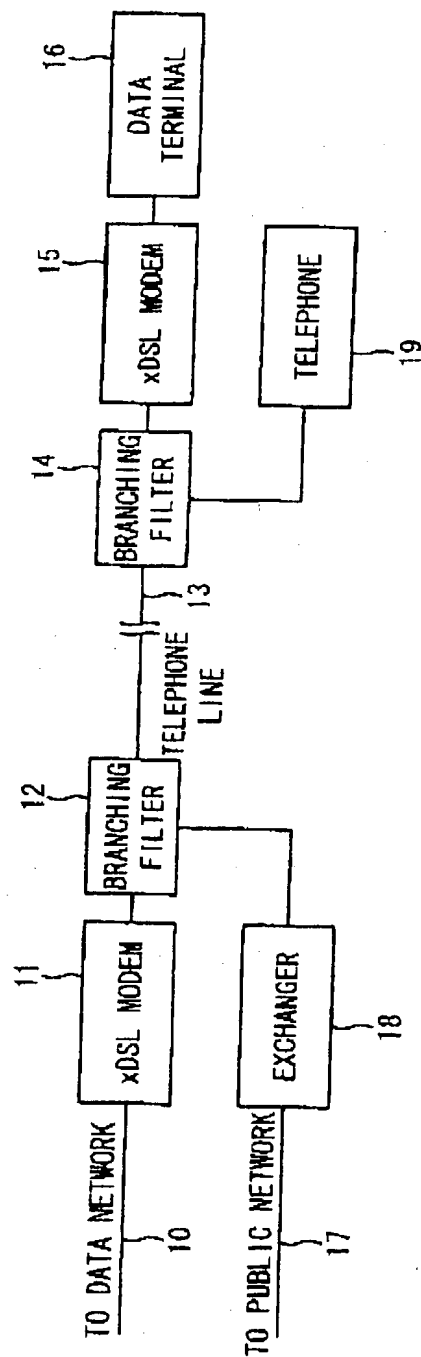 16
DATA
TERMINAL
15
xDSL MODEM
TELEPHONE
19
14
BRANCHING
FILTER
13
TELEPHONE
LINE
12
BRANCHING
FILTER
11
xDSL MODEM
EXCHANGER
18
TO DATA NETWORK
10
TO PUBLIC NETWORK
17